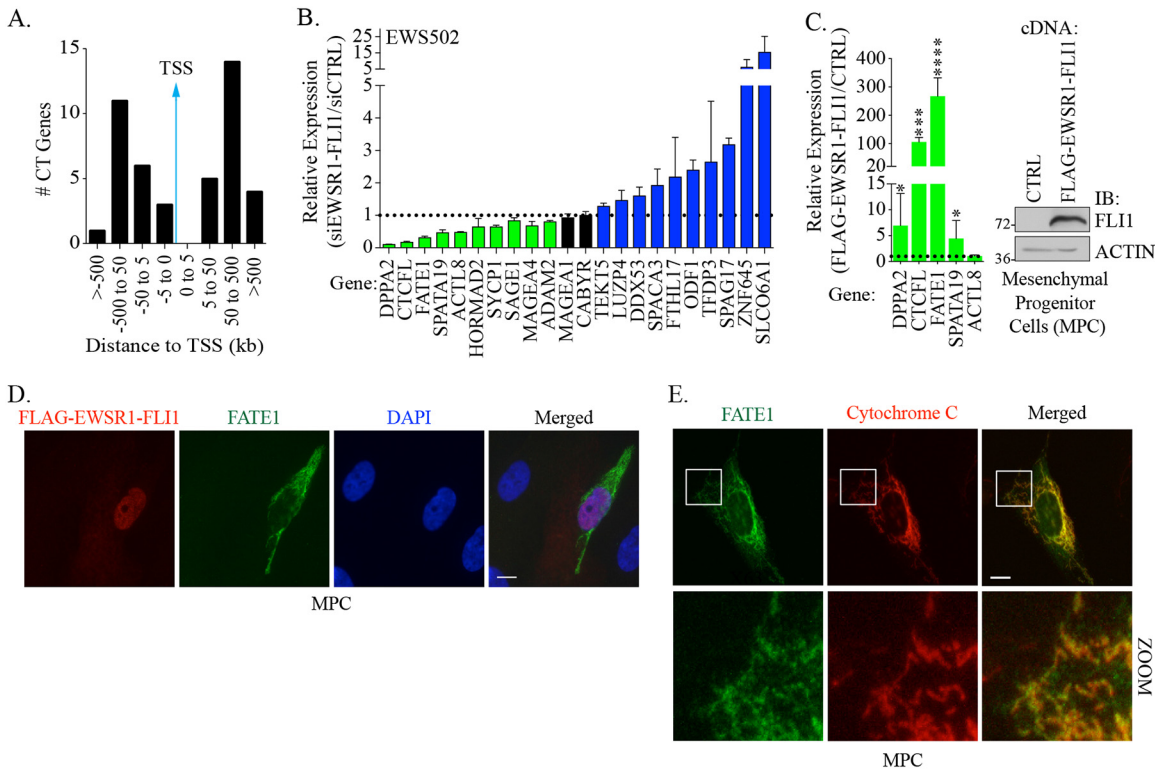 A.
15
10
5
0
# CT Genes
TSS
>-500
-500 to 50
-50 to 5
-5 to 0
0 to 5
5 to 50
50 to 500
>500
Distance to TSS (kb)
B.
EWS502
Relative Expression
(siEWSR1-FLI1/siCTRL)
25
15
5
5
4
3
2
1
0
Gene:
DPPA2
CTCFL
FATE1
SPATA19
ACTL8
HORMAD2
SYCP1
SAGE1
MAGEA4
ADAM2
MAGEA1
CABYR
TEKT5
LUZP4
DDX53
SPACA3
FTHL17
ODF1
TFDP3
SPAG17
ZNF645
SLCO6A1
C.
Relative Expression
(FLAG-EWSR1-FLI1/CTRL)
400
300
200
100
20
15
10
5
0
*
***
****
*
Gene:
DPPA2
CTCFL
FATE1
SPATA19
ACTL8
cDNA:
CTRL
FLAG-EWSR1-FLI1
IB:
72
FLI1
36
ACTIN
Mesenchymal
Progenitor
Cells (MPC)
D.
FLAG-EWSR1-FLI1
FATE1
DAPI
Merged
MPC
E.
FATE1
Cytochrome C
Merged
ZOOM
MPC